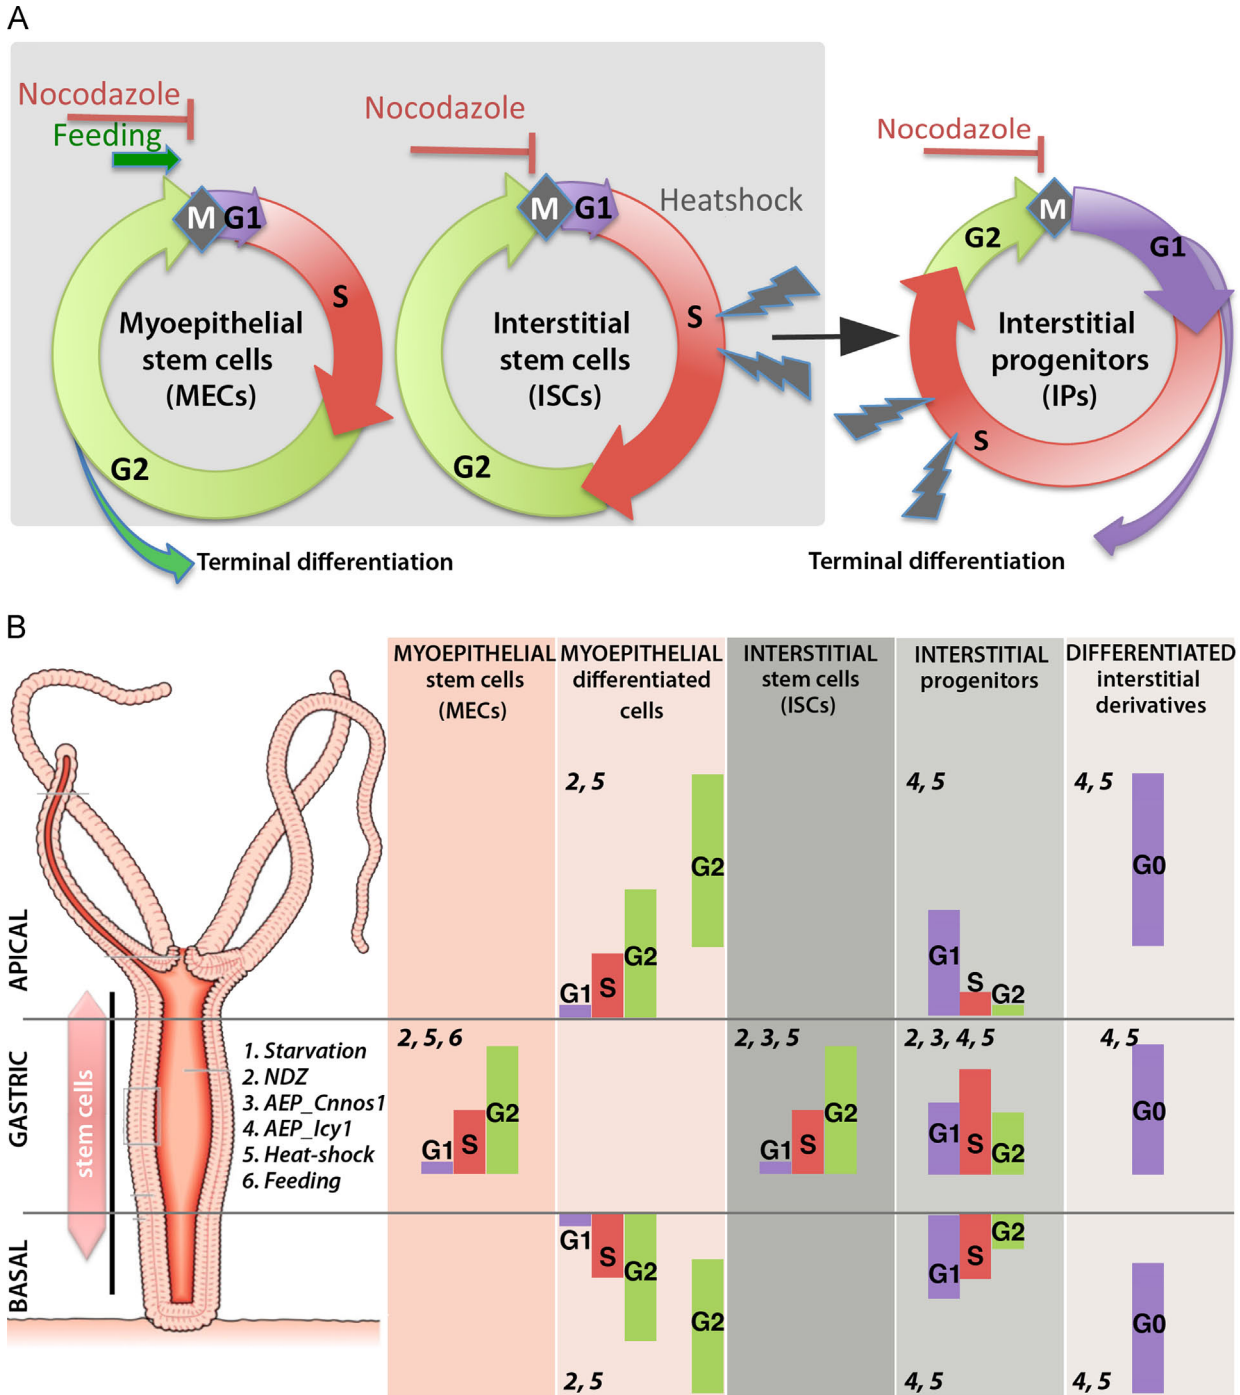 A
Nocodazole
Feeding
M
G1
S
G2
Myoepithelial
stem cells
(MECs)
Terminal differentiation
Nocodazole
Heatshock
M
G1
S
G2
Interstitial
stem cells
(ISCs)
Nocodazole
M
G1
G2
S
Interstitial
progenitors
(IPs)
Terminal differentiation
B
MYOEPITHELIAL
stem cells
(MECs)
MYOEPITHELIAL
differentiated
cells
INTERSTITIAL
stem cells
(ISCs)
INTERSTITIAL
progenitors
DIFFERENTIATED
interstitial
derivatives
APICAL
2, 5
G1
S
G2
G2
4, 5
G1
S
G2
4, 5
G0
GASTRIC
stem cells
1. Starvation
2. NDZ
3. AEP_Cnnos1
4. AEP_Icy1
5. Heat-shock
6. Feeding
2, 5, 6
G1
S
G2
2, 3, 5
G1
S
G2
2, 3, 4, 5
G1
S
G2
4, 5
G0
BASAL
G1
S
G2
G2
2, 5
G1
S
G2
4, 5
G0
4, 5